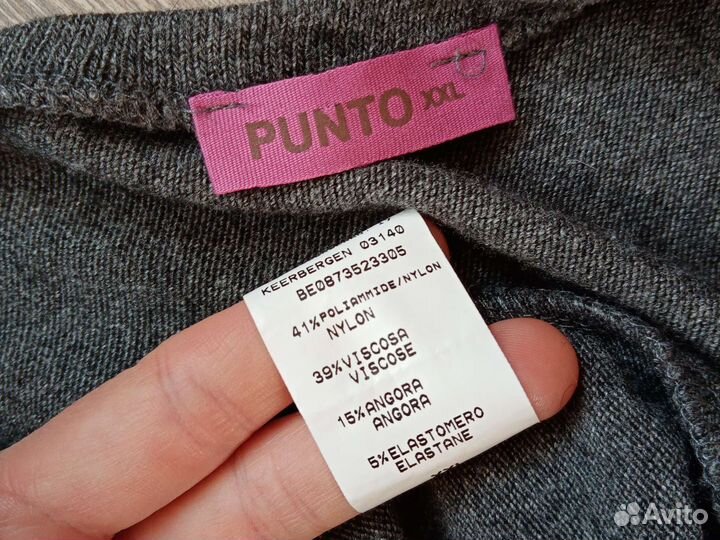 PUNTO XXL
KEERBERGEN 03140
BE0873523305
41%POLIAMMIDE/NYLON
NYLON
39%VISCOSA
VISCOSE
15%ANGORA
ANGORA
5%ELASTOMERO
ELASTANE
Avito